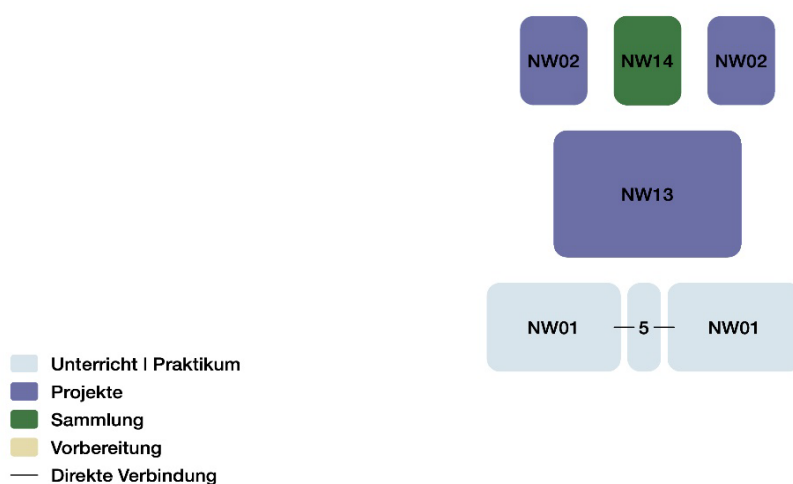 NW02 NW14 NW02
NW13
NW01 5 NW01
Unterricht | Praktikum
Projekte
Sammlung
Vorbereitung
Direkte Verbindung